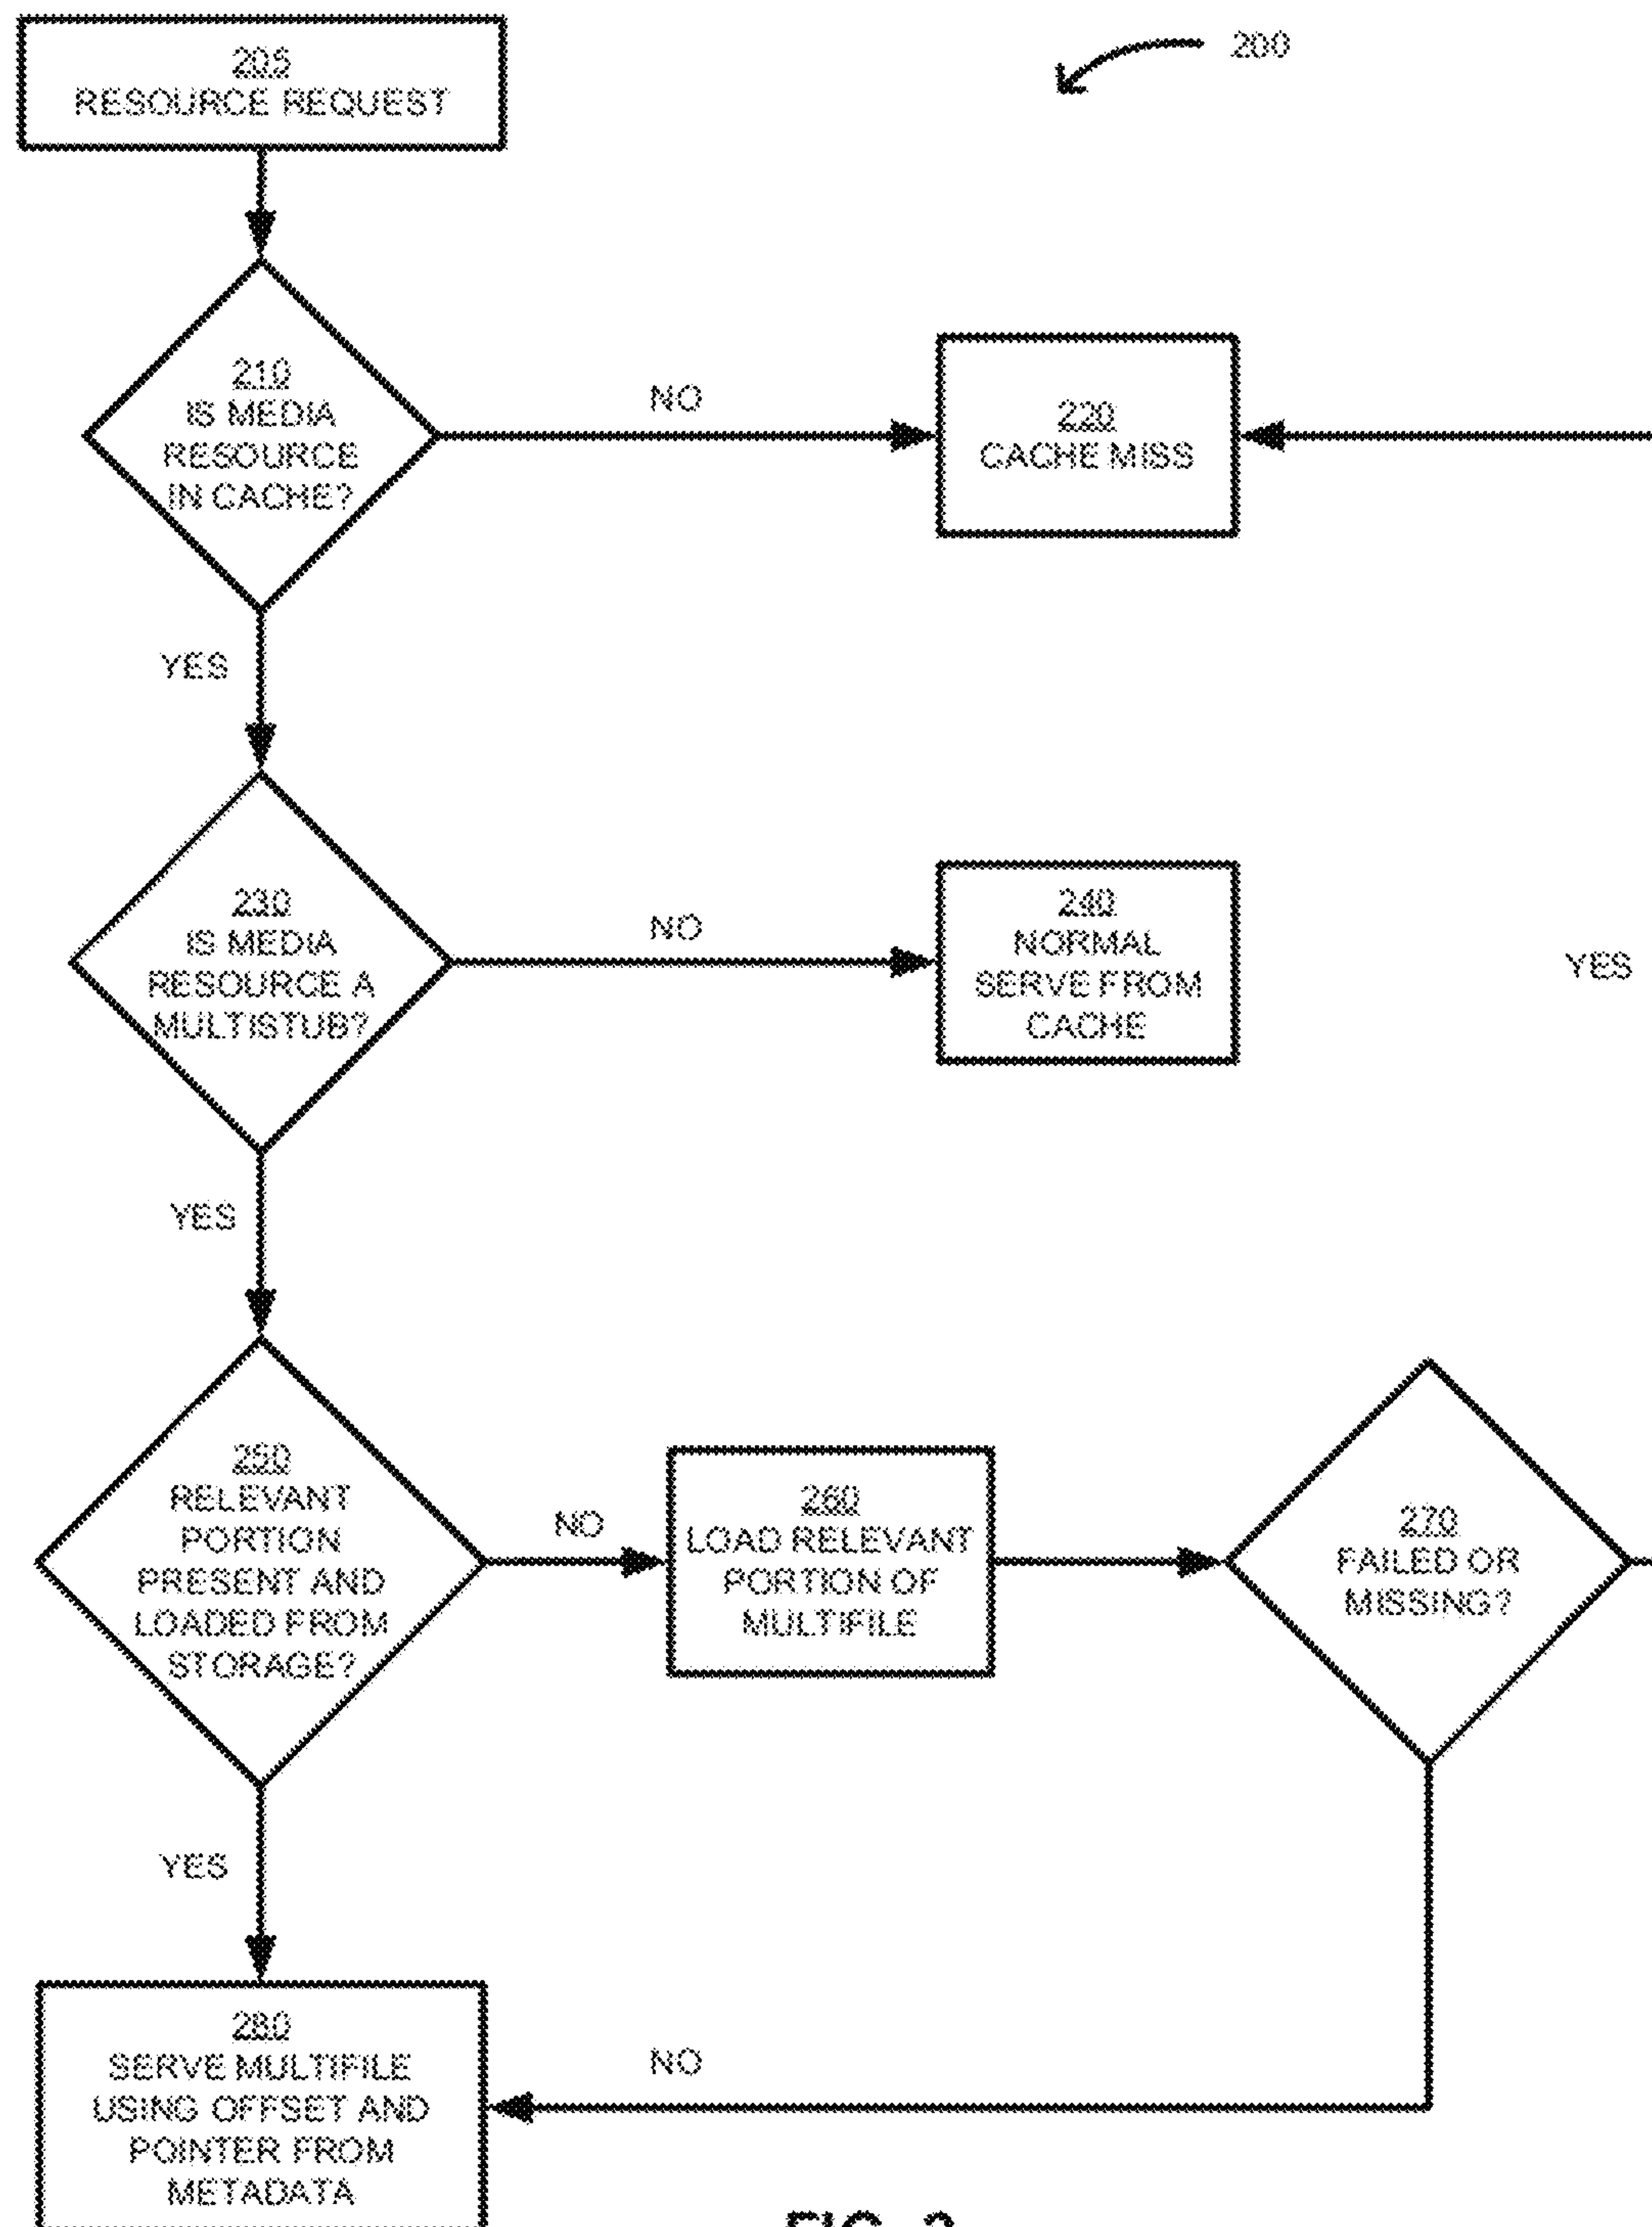 205
RESOURCE REQUEST
200
210
IS MEDIA
RESOURCE
IN CACHE?
NO
220
CACHE MISS
YES
230
IS MEDIA
RESOURCE A
MULTISTUB?
NO
240
NORMAL
SERVE FROM
CACHE
YES
YES
250
RELEVANT
PORTION
PRESENT AND
LOADED FROM
STORAGE?
NO
260
LOAD RELEVANT
PORTION OF
MULTIFILE
270
FAILED OR
MISSING?
YES
280
SERVE MULTIFILE
USING OFFSET AND
POINTER FROM
METADATA
NO
FIG.